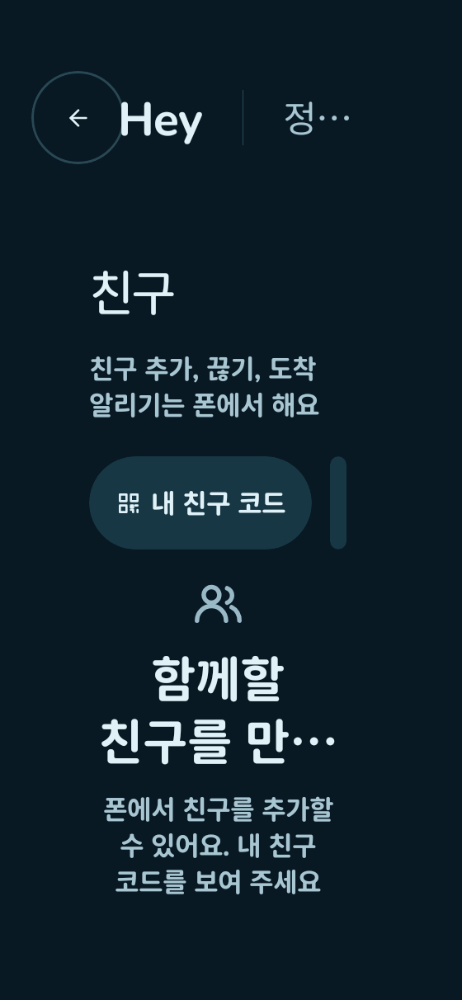 Hey
정…
친구
친구 추가, 끊기, 도착
알리기는 폰에서 해요
내 친구 코드
함께할
친구를 만…
폰에서 친구를 추가할
수 있어요. 내 친구
코드를 보여 주세요